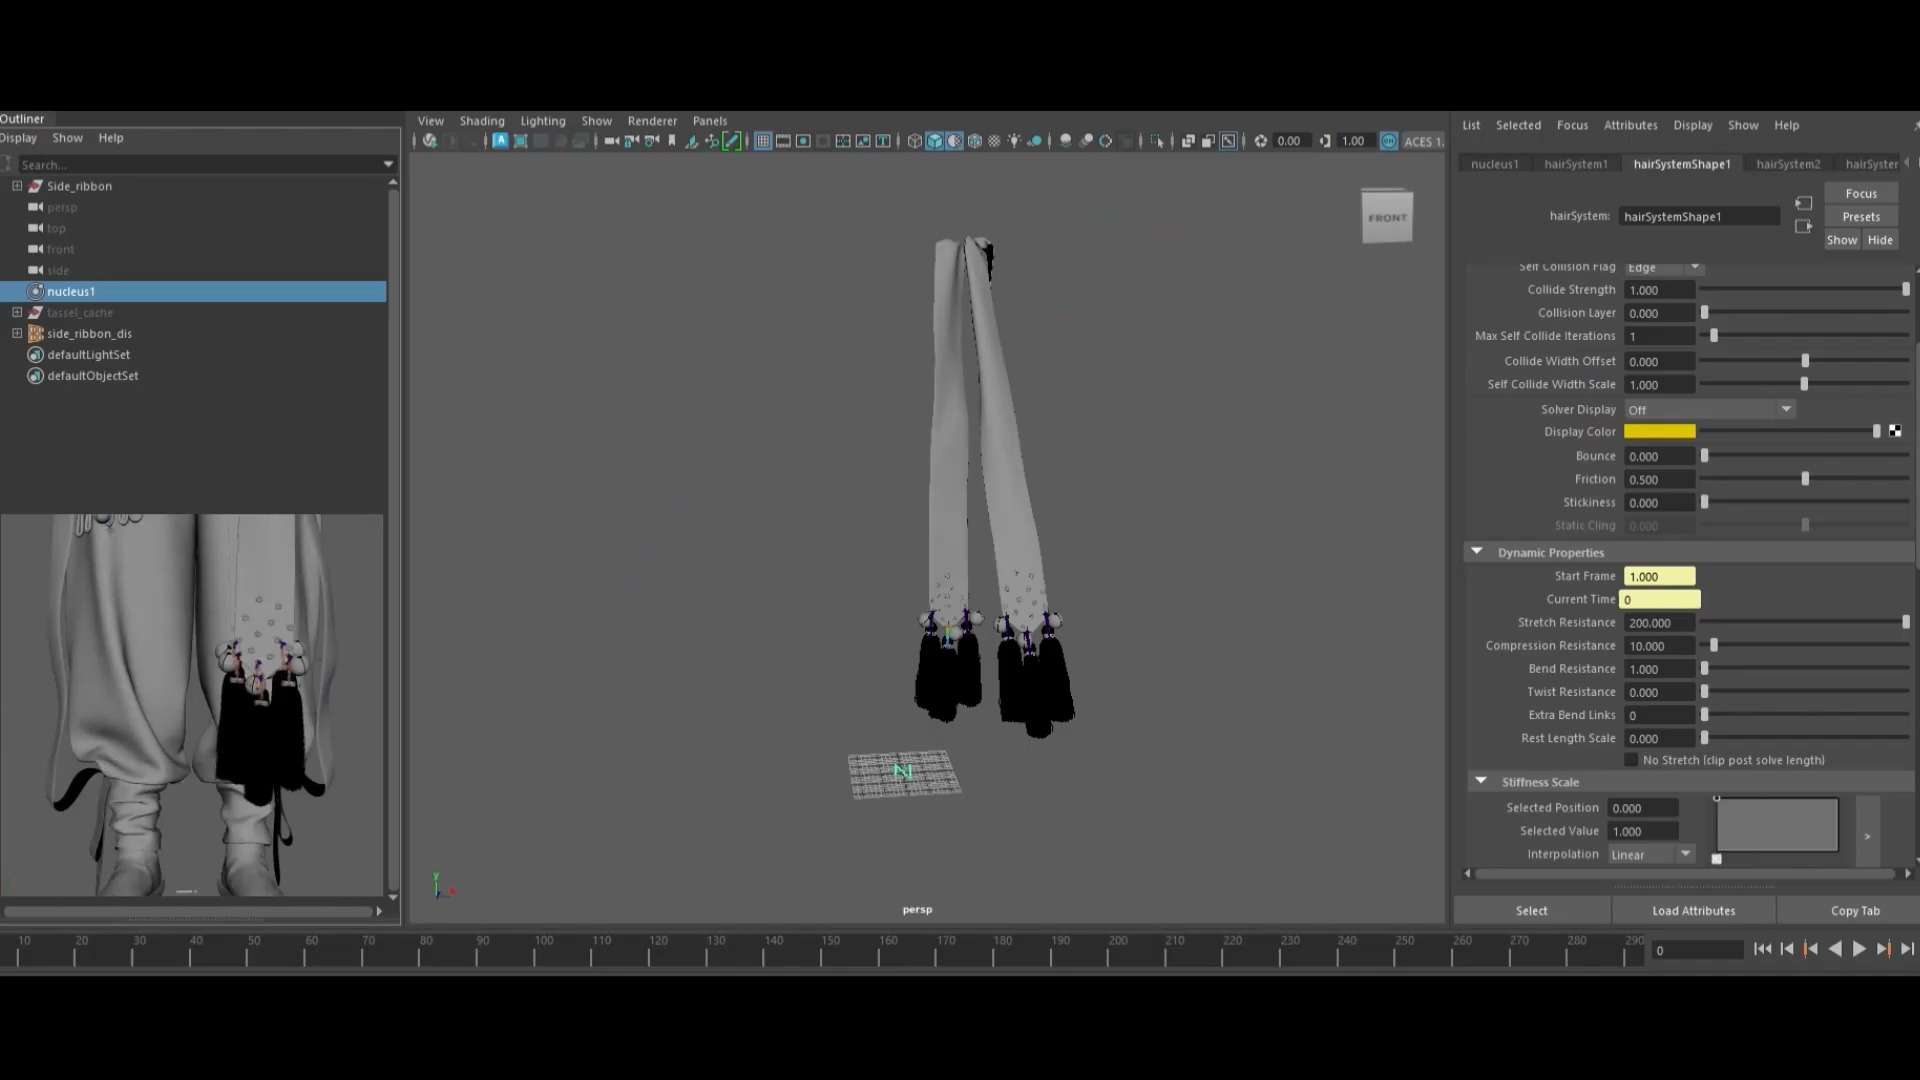 Outliner
Display Show Help
Search...
Side_ribbon
persp
top
front
side
nucleus1
tassel_cache
side_ribbon_dis
defaultLightSet
defaultObjectSet
View Shading Lighting Show Renderer Panels
0.00 1.00 ACES 1.
FRONT
persp
List Selected Focus Attributes Display Show Help
nucleus1 hairSystem1 hairSystemShape1 hairSystem2 hairSyster
Focus
hairSystem: hairSystemShape1
Presets
Show Hide
Self Collision Flag Edge
Collide Strength 1.000
Collision Layer 0.000
Max Self Collide Iterations 1
Collide Width Offset 0.000
Self Collide Width Scale 1.000
Solver Display Off
Display Color
Bounce 0.000
Friction 0.500
Stickiness 0.000
Static Cling 0.000
Dynamic Properties
Start Frame 1.000
Current Time 0
Stretch Resistance 200.000
Compression Resistance 10.000
Bend Resistance 1.000
Twist Resistance 0.000
Extra Bend Links 0
Rest Length Scale 0.000
No Stretch (clip post solve length)
Stiffness Scale
Selected Position 0.000
Selected Value 1.000
Interpolation Linear
>
Select Load Attributes Copy Tab
10 20 30 40 50 60 70 80 90 100 110 120 130 140 150 160 170 180 190 200 210 220 230 240 250 260 270 280 290
0